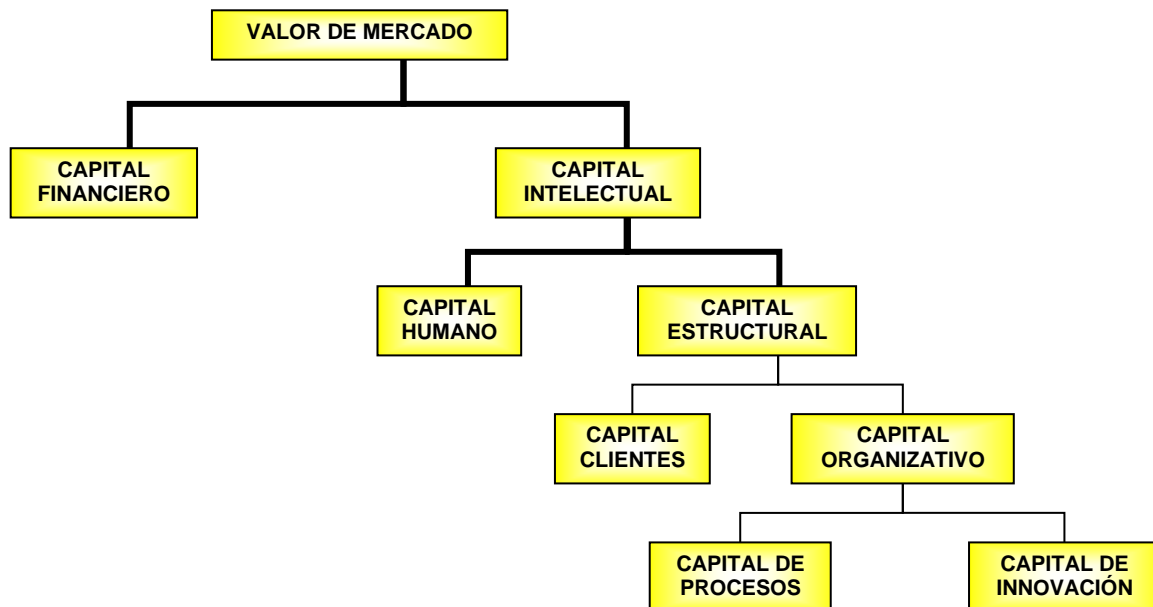 VALOR DE MERCADO
CAPITAL
FINANCIERO
CAPITAL
INTELECTUAL
CAPITAL
HUMANO
CAPITAL
ESTRUCTURAL
CAPITAL
CLIENTES
CAPITAL
ORGANIZATIVO
CAPITAL DE
PROCESOS
CAPITAL DE
INNOVACIÓN